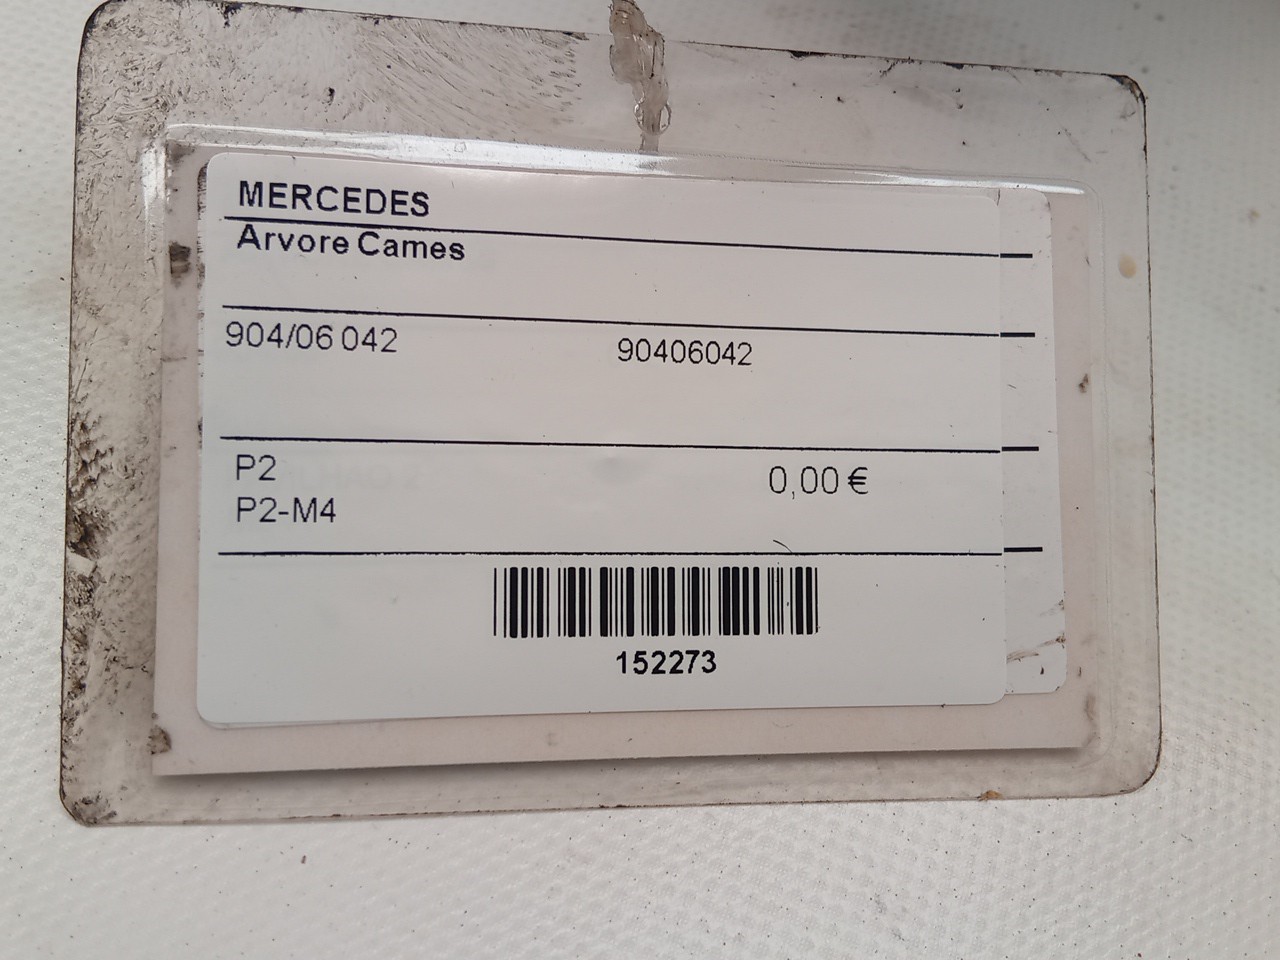 MERCEDES
Arvore Cames
904/06 042 90406042
P2 0,00 €
P2-M4
152273